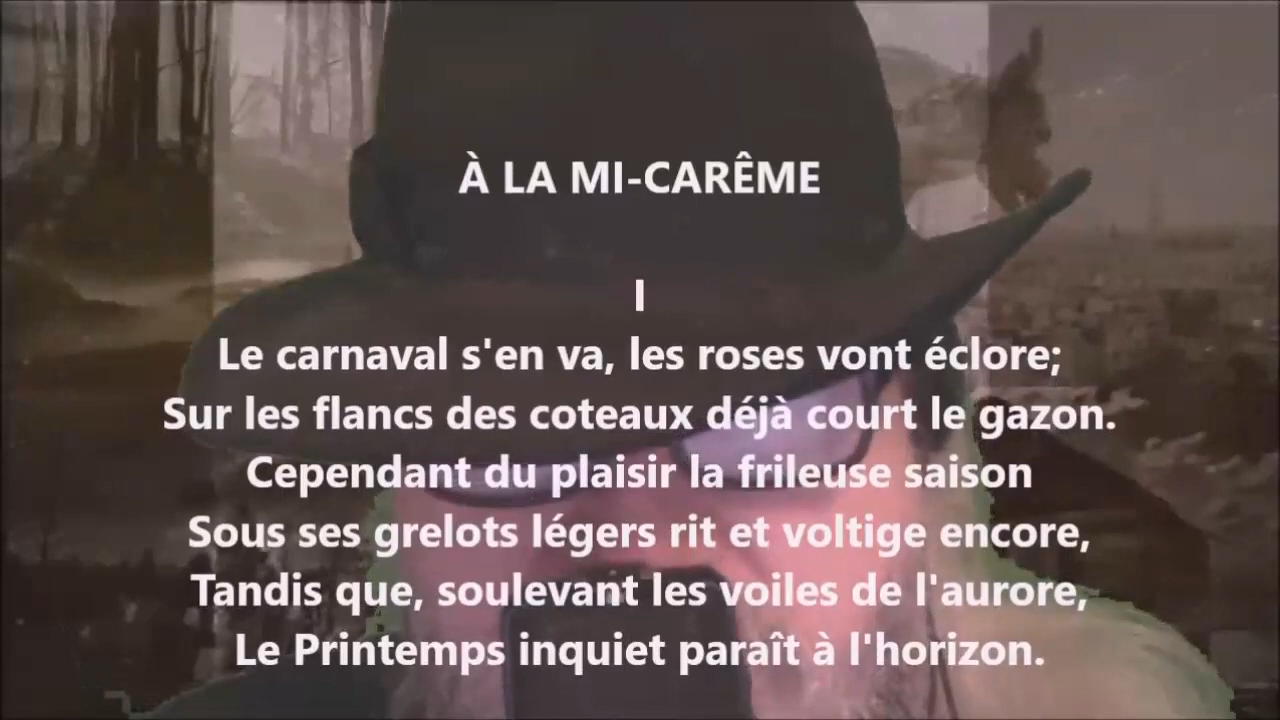 À LA MI-CARÊME
I
Le carnaval s'en va, les roses vont éclore;
Sur les flancs des coteaux déjà court le gazon.
Cependant du plaisir la frileuse saison
Sous ses grelots légers rit et voltige encore,
Tandis que, soulevant les voiles de l'aurore,
Le Printemps inquiet paraît à l'horizon.